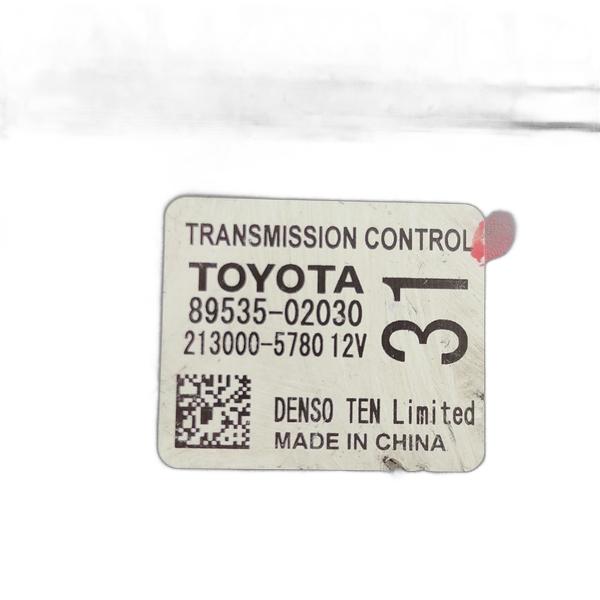 TRANSMISSION CONTROL
TOYOTA
89535-02030
213000-5780 12V
31
DENSO TEN Limited
MADE IN CHINA